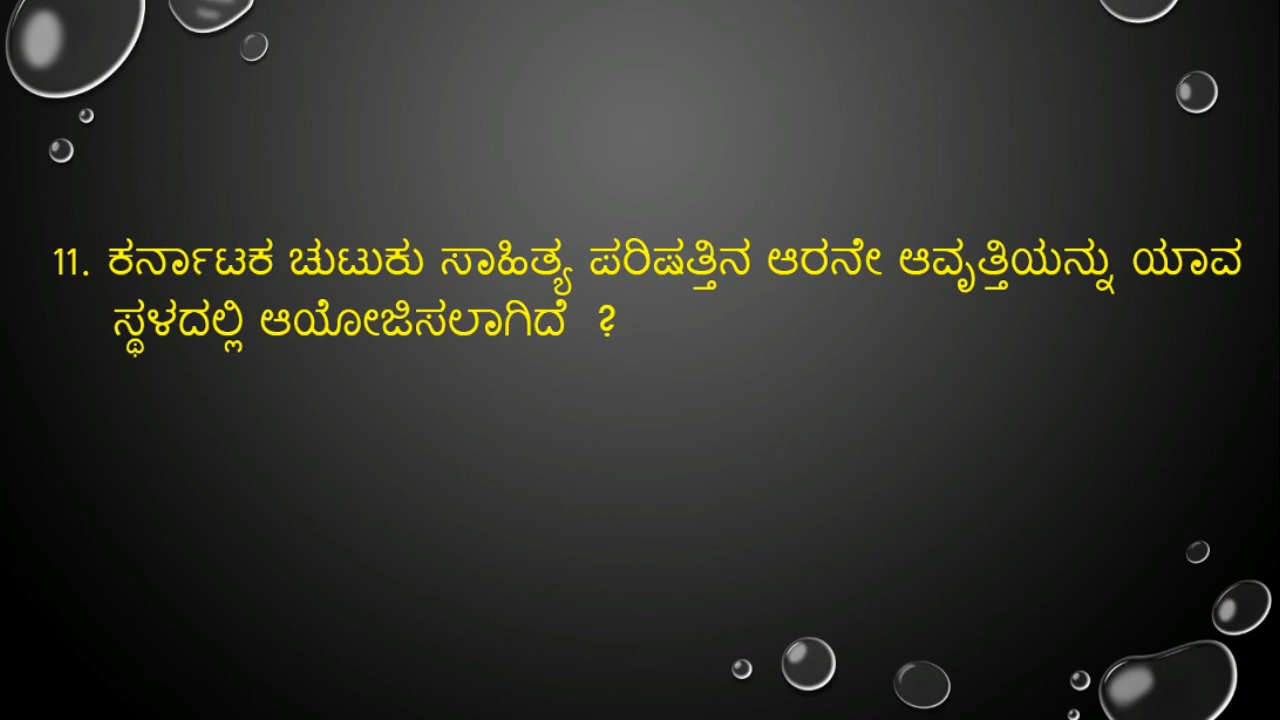 11. ಕರ್ನಾಟಕ ಚುಟುಕು ಸಾಹಿತ್ಯ ಪರಿಷತ್ತಿನ ಆರನೇ ಆವೃತ್ತಿಯನ್ನು ಯಾವ
ಸ್ಥಳದಲ್ಲಿ ಆಯೋಜಿಸಲಾಗಿದೆ ?